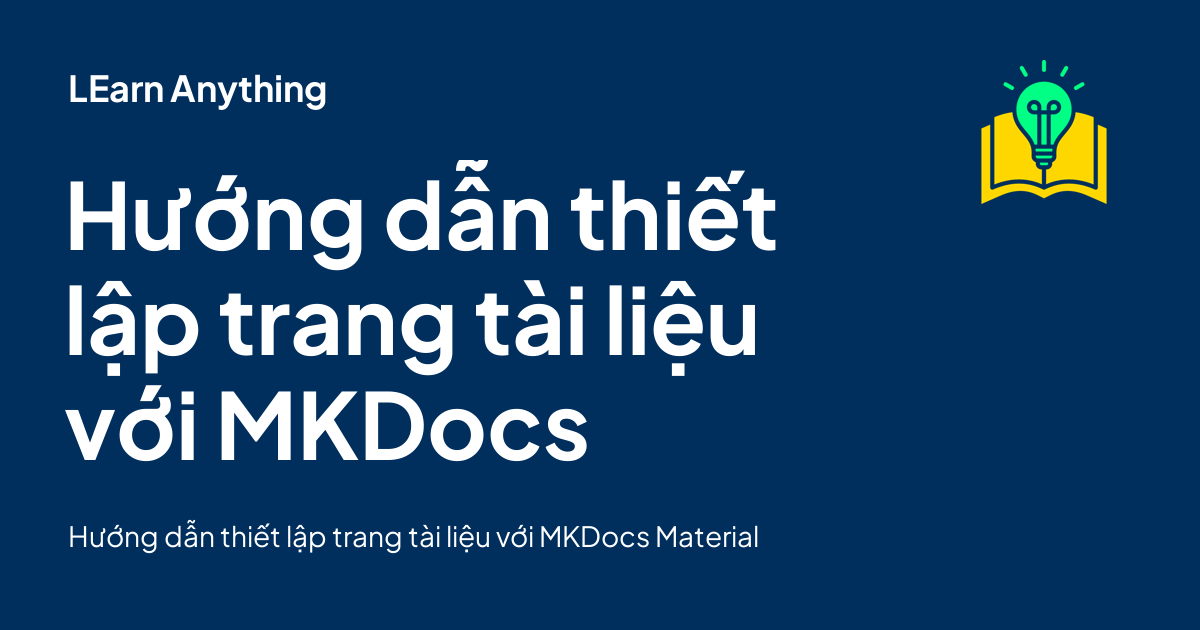 LEarn Anything
Hướng dẫn thiết
lập trang tài liệu
với MKDocs
Hướng dẫn thiết lập trang tài liệu với MKDocs Material